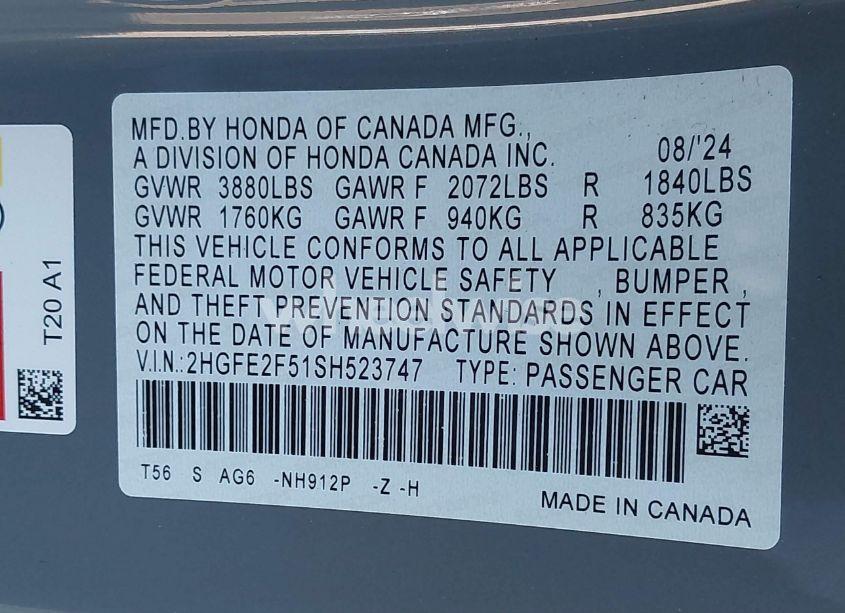 MFD.BY HONDA OF CANADA MFG.,
A DIVISION OF HONDA CANADA INC. 08/'24
GVWR 3880LBS GAWR F 2072LBS R 1840LBS
GVWR 1760KG GAWR F 940KG R 835KG
THIS VEHICLE CONFORMS TO ALL APPLICABLE
FEDERAL MOTOR VEHICLE SAFETY , BUMPER ,
AND THEFT PREVENTION STANDARDS IN EFFECT
ON THE DATE OF MANUFACTURE SHOWN ABOVE.
V.I.N.:2HGFE2F51SH523747 TYPE: PASSENGER CAR
T56 S AG6 -NH912P -Z -H
MADE IN CANADA
T20 A1